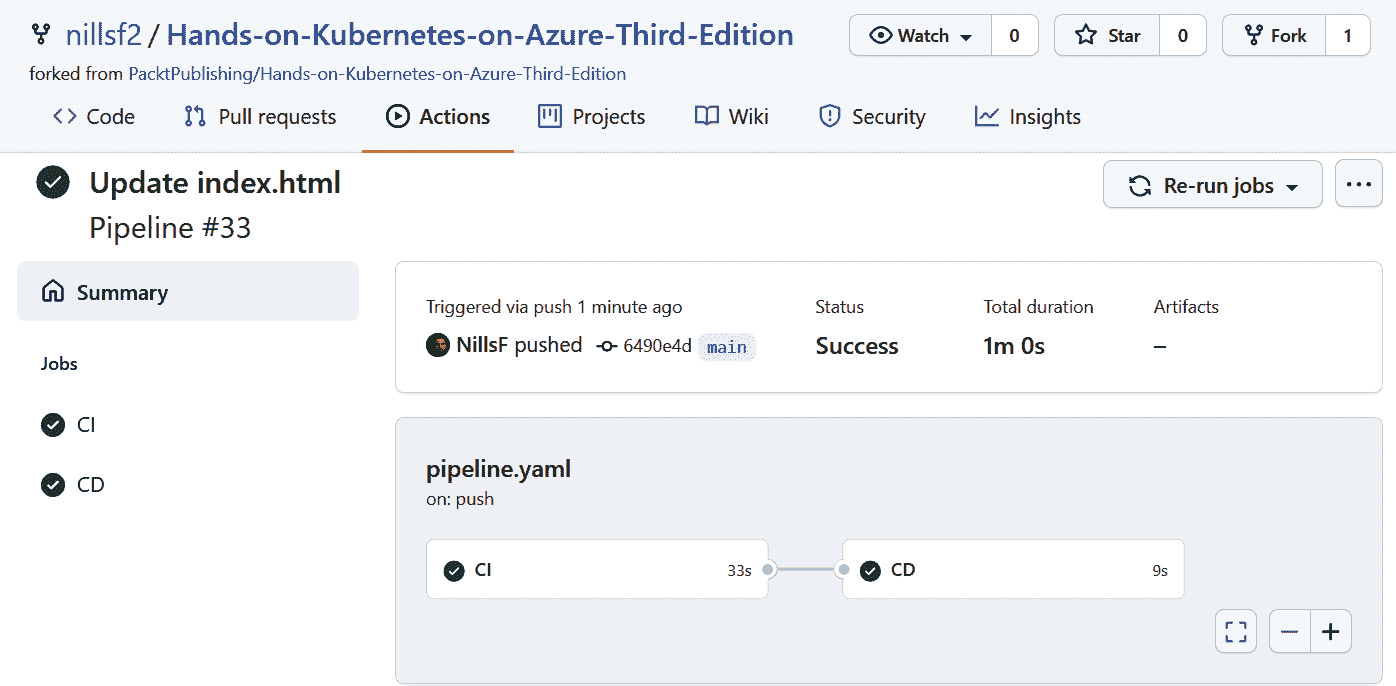 nillsf2 / Hands-on-Kubernetes-on-Azure-Third-Edition
Watch 0
Star 0
Fork 1
forked from PacktPublishing/Hands-on-Kubernetes-on-Azure-Third-Edition
Code Pull requests Actions Projects Wiki Security Insights
Update index.html
Pipeline #33
Re-run jobs
Summary
Jobs
CI
CD
Triggered via push 1 minute ago
NillsF pushed 6490e4d main
Status
Success
Total duration
1m 0s
Artifacts
–
pipeline.yaml
on: push
CI 33s
CD 9s